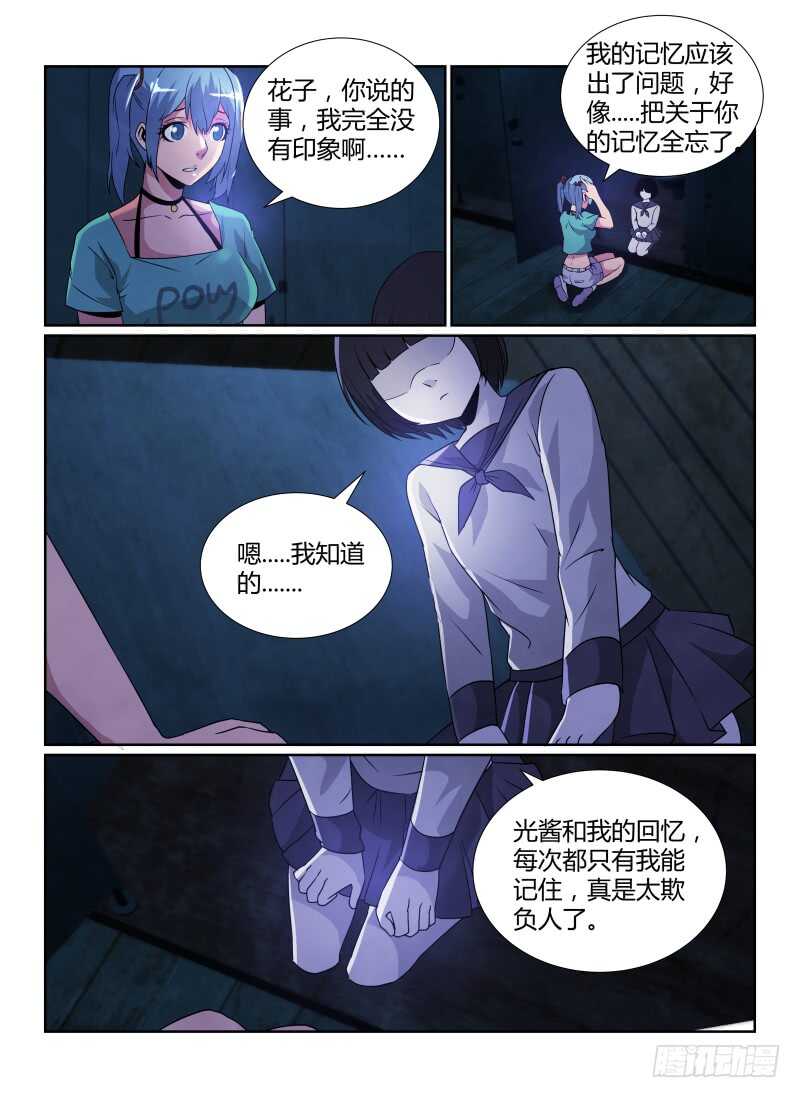 花子，你说的
事，我完全没
有印象啊……
我的记忆应该
出了问题，好
像.....把关于你
的记忆全忘了。
pow
嗯.....我知道
的.......
光酱和我的回忆，
每次都只有我能
记住，真是太欺
负人了。
腾讯动漫